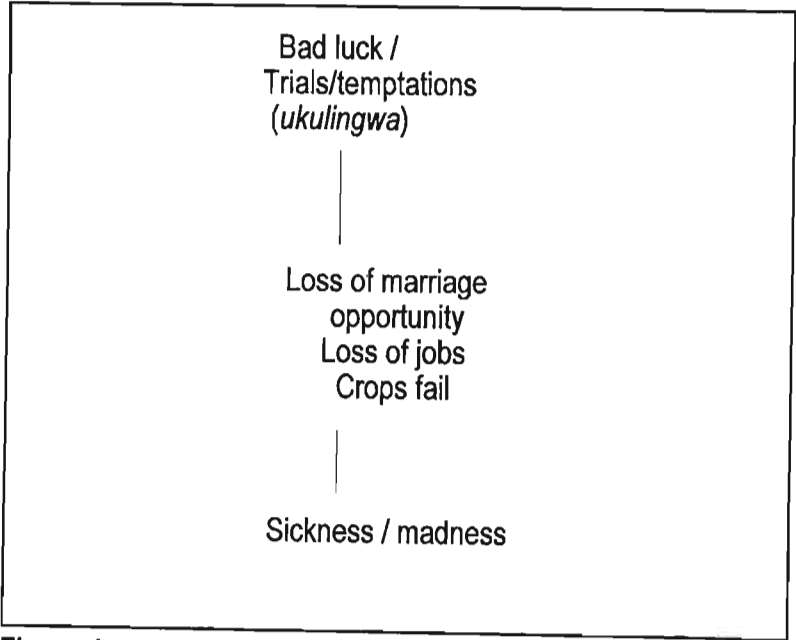 Bad luck /
Trials/temptations
(ukulingwa)
Loss of marriage
opportunity
Loss of jobs
Crops fail
Sickness / madness